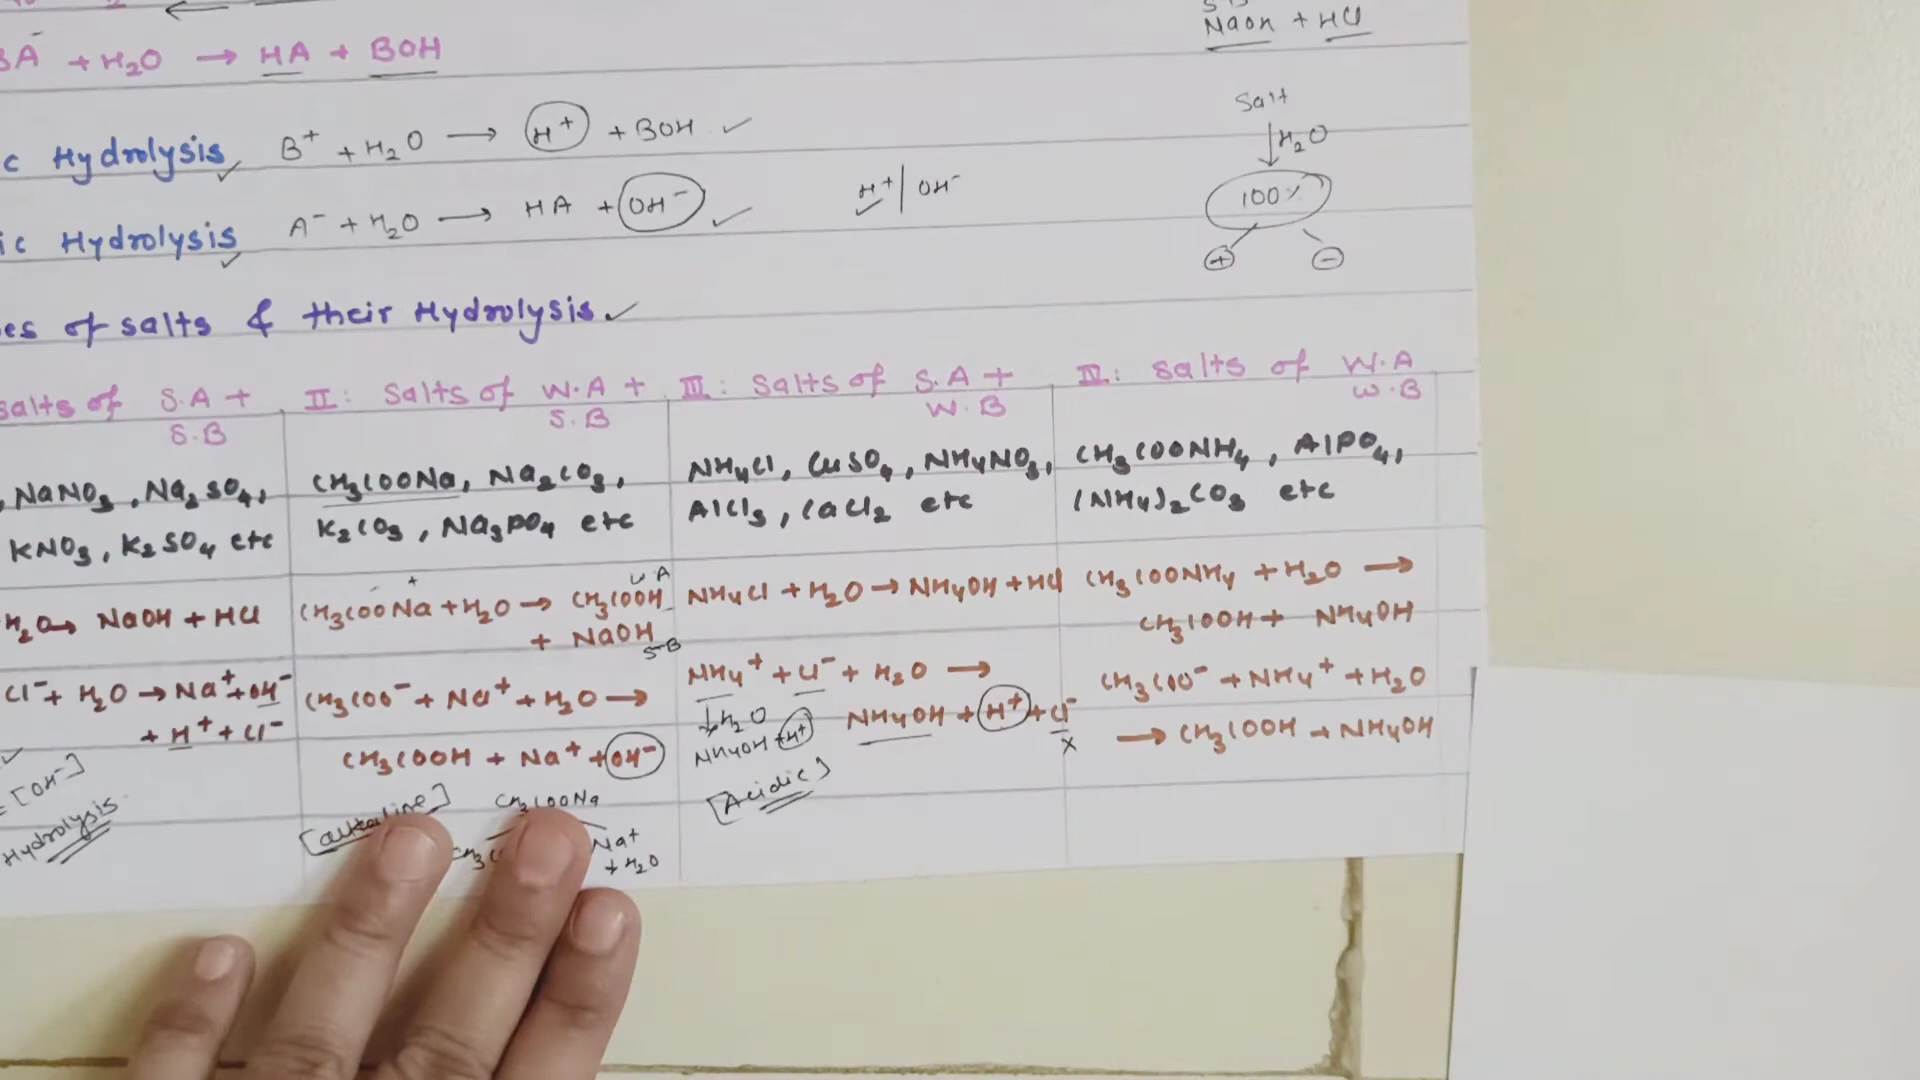 BA⁻ + H₂O → HA + BOH
NaOH + HCl
Salt
↓H₂O
100%
+ −
c Hydrolysis B⁺ + H₂O → H⁺ + BOH ✓
ic Hydrolysis A⁻ + H₂O → HA + OH⁻ ✓
H⁺ | OH⁻
es of salts & their Hydrolysis ✓
salts of S.A + S.B
NaNO₃, Na₂SO₄,
KNO₃, K₂SO₄ etc
H₂O → NaOH + HCl
Cl⁻ + H₂O → Na⁺ + OH⁻
+ H⁺ + Cl⁻
= [OH⁻]
Hydrolysis
II: Salts of W.A + S.B
CH₃COONa, Na₂CO₃,
K₂CO₃, Na₃PO₄ etc
CH₃COONa + H₂O → CH₃COOH W A
+ NaOH S-B
CH₃COO⁻ + Na⁺ + H₂O →
CH₃COOH + Na⁺ + OH⁻
[alkaline]
CH₃COONa
Na⁺
+ H₂O
III: Salts of S.A + W.B
NH₄Cl, CuSO₄, NH₄NO₃,
AlCl₃, CaCl₂ etc
NH₄Cl + H₂O → NH₄OH + HCl
NH₄⁺ + Cl⁻ + H₂O →
NH₄OH + H⁺ + Cl⁻
↓H₂O
NH₄OH + H⁺
x
[Acidic]
IV: Salts of W.A W.B
CH₃COONH₄, AlPO₄,
(NH₄)₂CO₃ etc
CH₃COONH₄ + H₂O →
CH₃COOH + NH₄OH
CH₃COO⁻ + NH₄⁺ + H₂O
→ CH₃COOH + NH₄OH